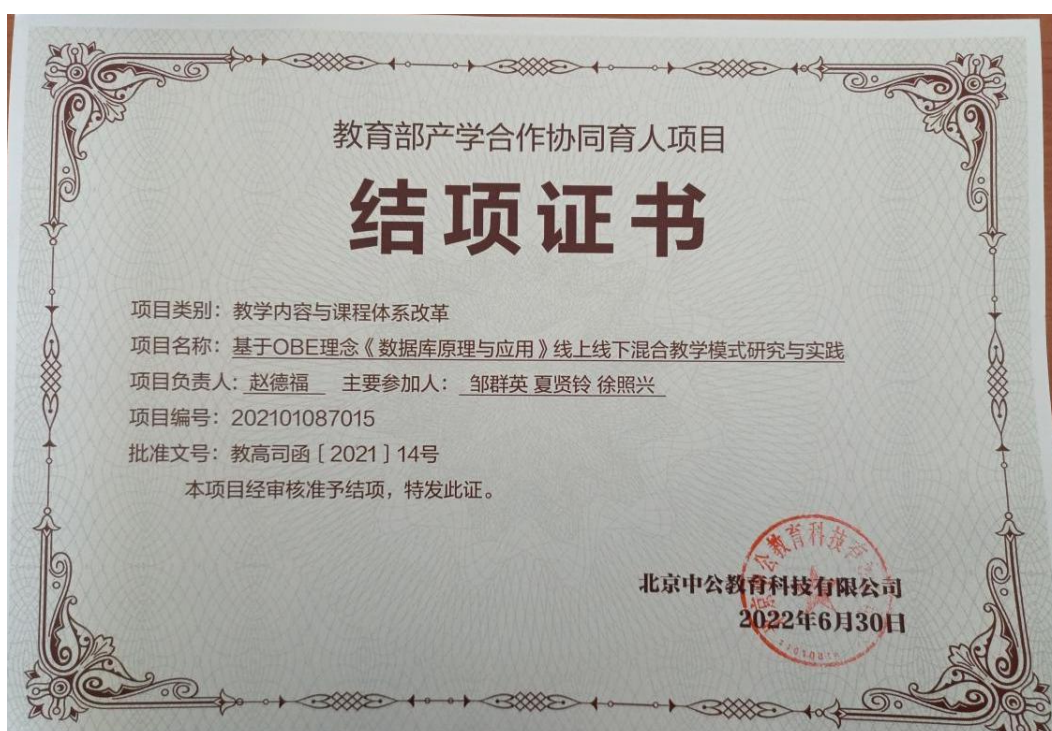 教育部产学合作协同育人项目
结项证书
项目类别：教学内容与课程体系改革
项目名称：基于OBE理念《数据库原理与应用》线上线下混合教学模式研究与实践
项目负责人：赵德福 主要参加人：邹群英 夏贤铃 徐照兴
项目编号：202101087015
批准文号：教高司函〔2021〕14号
本项目经审核准予结项，特发此证。
北京中公教育科技有限公司
2022年6月30日